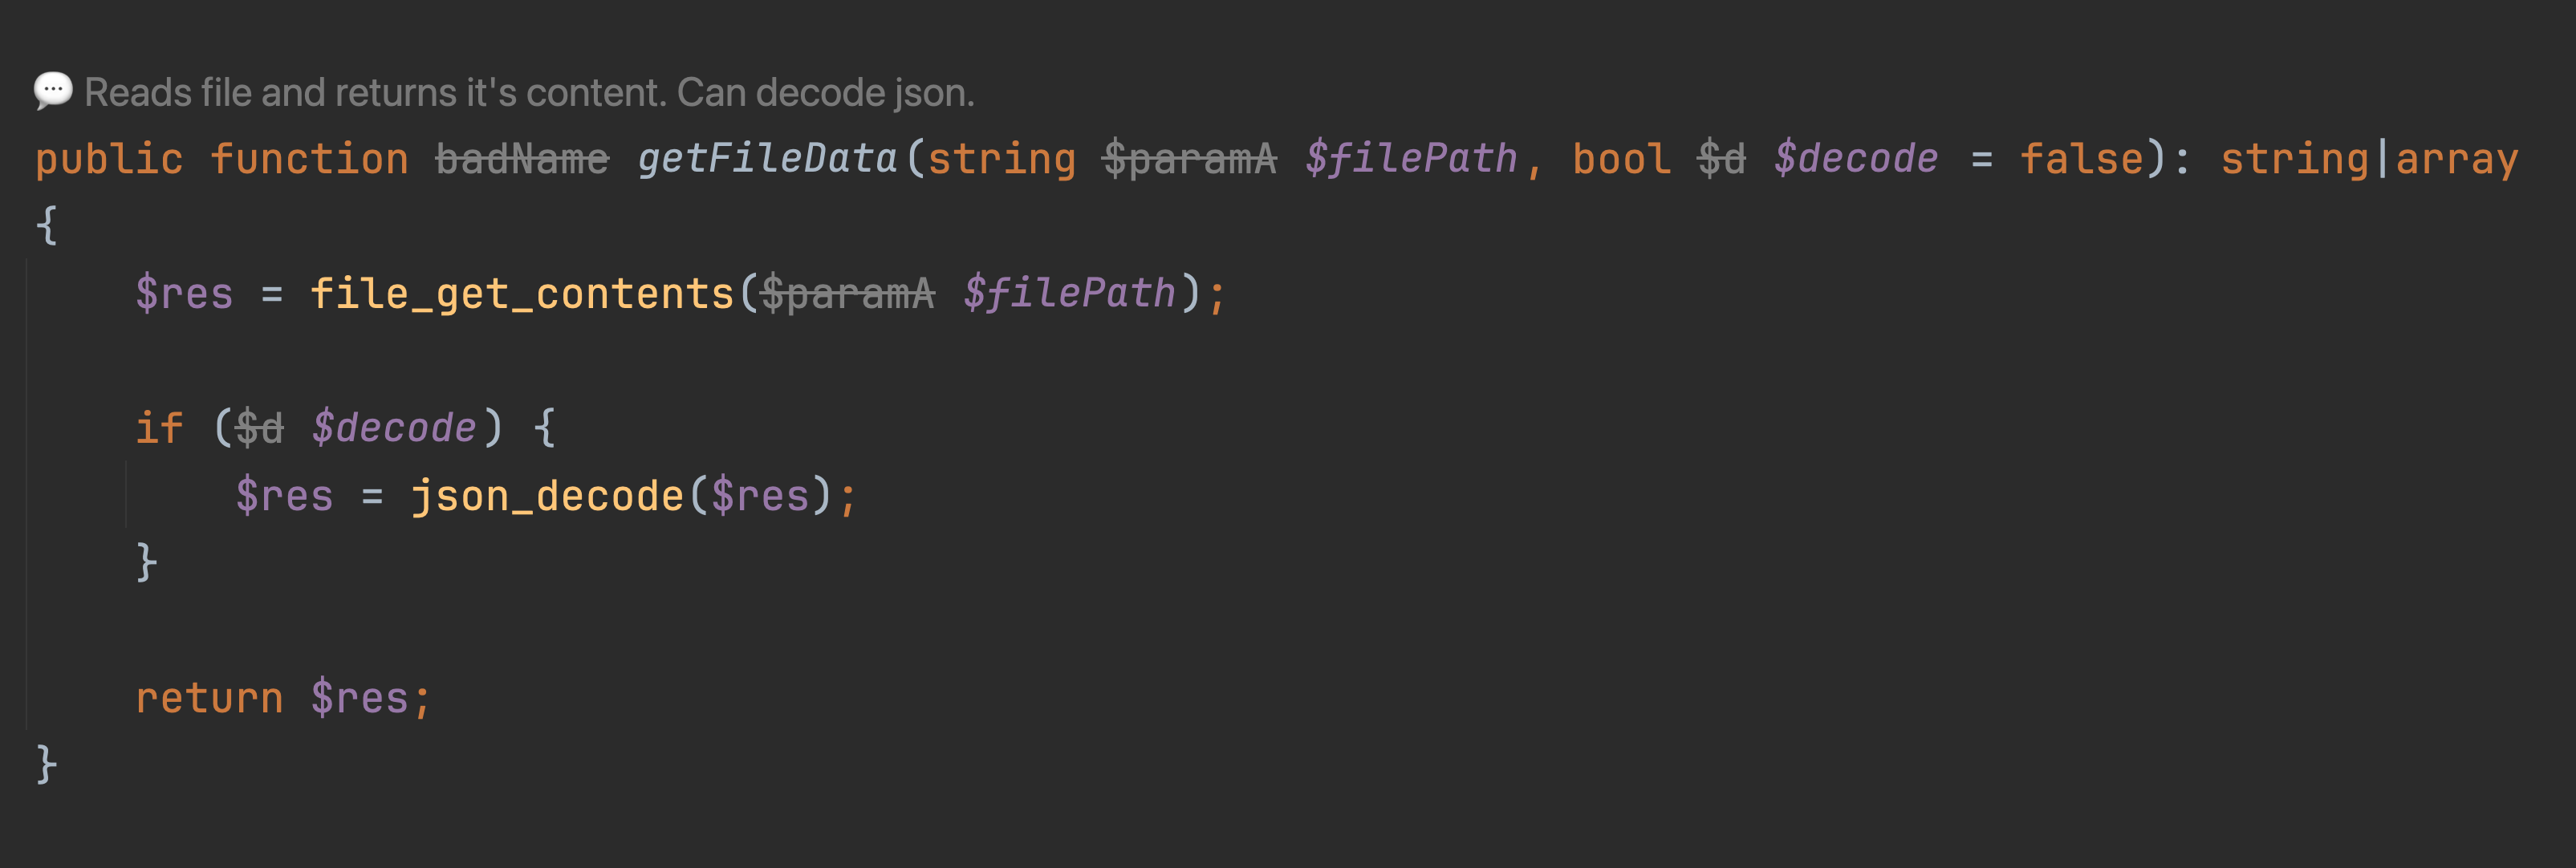 💬 Reads file and returns it's content. Can decode json.
public function badName getFileData(string $paramA $filePath, bool $d $decode = false): string|array
{
$res = file_get_contents($paramA $filePath);
if ($d $decode) {
$res = json_decode($res);
}
return $res;
}